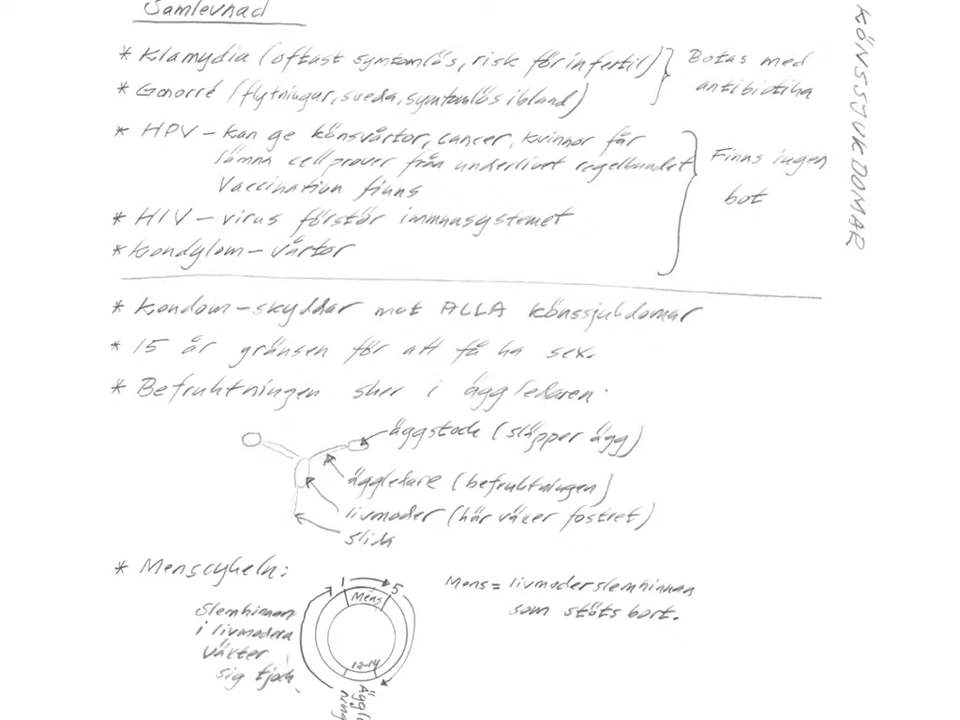 Samlevnad
KÖNSSJUKDOMAR
* Klamydia (oftast symtomlös, risk för infertil)
* Gonorré (flytningar, sveda, symtomlös ibland)
Botas med
antibiotika
* HPV – kan ge könsvårtor, cancer, kvinnor får
lämna cellprover från underlivet regelbundet
Vaccination finns
* HIV – virus förstör immunsystemet
* Kondylom – vårtor
Finns ingen
bot
* Kondom – skyddar mot ALLA könssjukdomar
* 15 år gränsen för att få ha sex.
* Befruktningen sker i äggledaren:
äggstock (släpper ägg)
äggledare (befruktningen)
livmoder (här växer fostret)
slida
* Menscykeln:
1 5
Mens
12-14
Slemhinnan
i livmodern
växter
sig tjock
Mens = livmoderslemhinnan
som stöts bort.